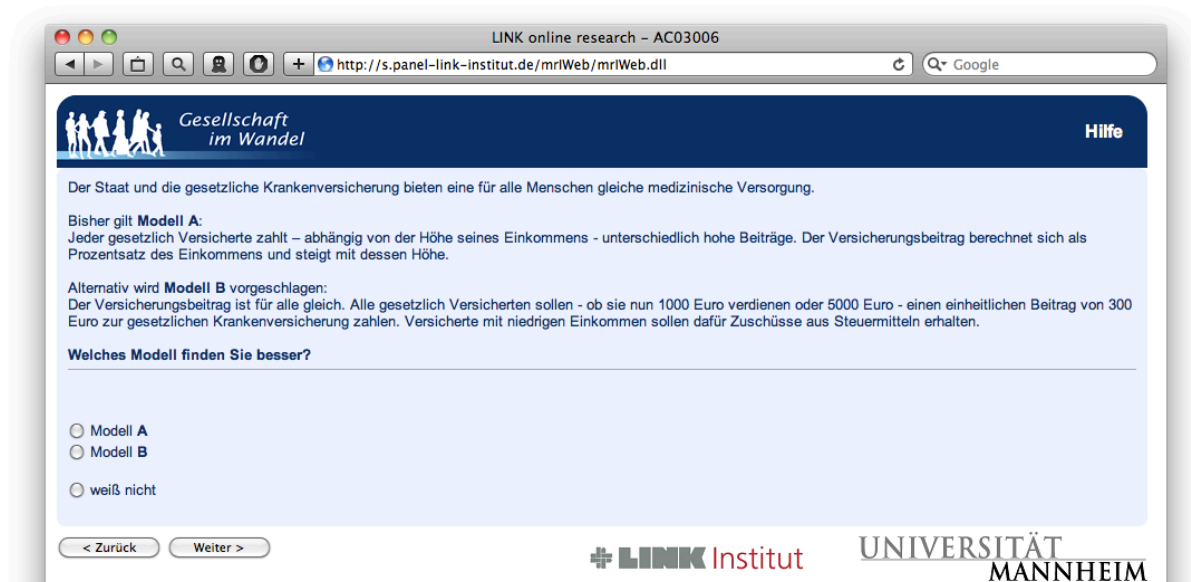 LINK online research – AC03006
http://s.panel-link-institut.de/mrlWeb/mrlWeb.dll
Google
Gesellschaft
im Wandel
Hilfe
Der Staat und die gesetzliche Krankenversicherung bieten eine für alle Menschen gleiche medizinische Versorgung.
Bisher gilt Modell A:
Jeder gesetzlich Versicherte zahlt – abhängig von der Höhe seines Einkommens - unterschiedlich hohe Beiträge. Der Versicherungsbeitrag berechnet sich als
Prozentsatz des Einkommens und steigt mit dessen Höhe.
Alternativ wird Modell B vorgeschlagen:
Der Versicherungsbeitrag ist für alle gleich. Alle gesetzlich Versicherten sollen - ob sie nun 1000 Euro verdienen oder 5000 Euro - einen einheitlichen Beitrag von 300
Euro zur gesetzlichen Krankenversicherung zahlen. Versicherte mit niedrigen Einkommen sollen dafür Zuschüsse aus Steuermitteln erhalten.
Welches Modell finden Sie besser?
Modell A
Modell B
weiß nicht
< Zurück
Weiter >
LINK Institut
UNIVERSITÄT
MANNHEIM